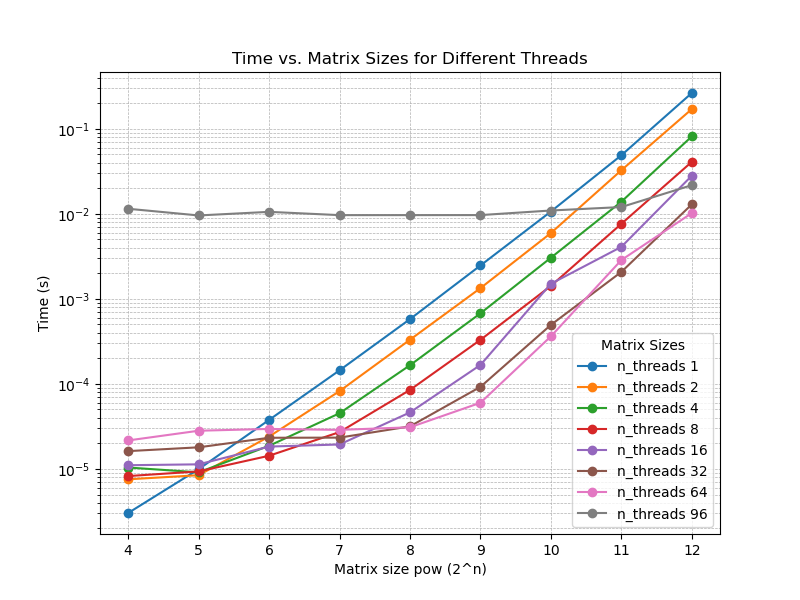 Time vs. Matrix Sizes for Different Threads
Time (s)
10^-1
10^-2
10^-3
10^-4
10^-5
Matrix Sizes
n_threads 1
n_threads 2
n_threads 4
n_threads 8
n_threads 16
n_threads 32
n_threads 64
n_threads 96
4 5 6 7 8 9 10 11 12
Matrix size pow (2^n)